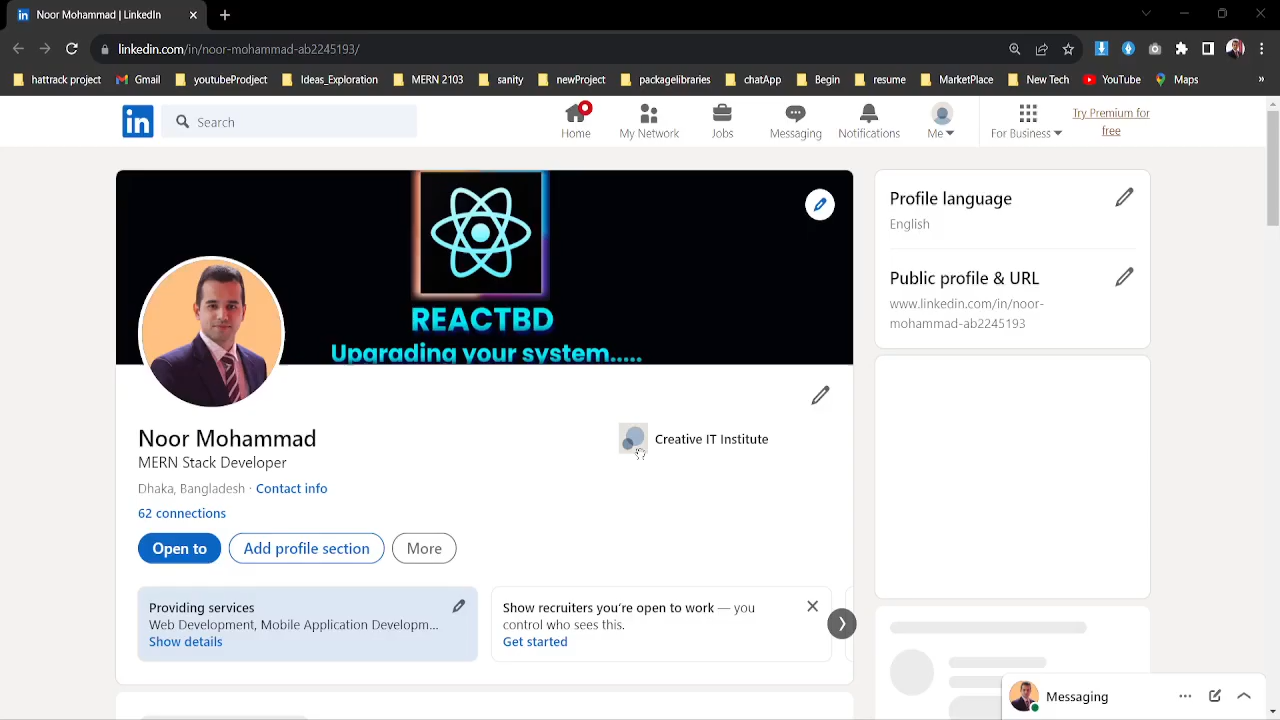 Noor Mohammad | LinkedIn
linkedin.com/in/noor-mohammad-ab2245193/
hattrack project
Gmail
youtubeProdject
Ideas_Exploration
MERN 2103
sanity
newProject
packagelibraries
chatApp
Begin
resume
MarketPlace
New Tech
YouTube
Maps
»
in
Search
Home
My Network
Jobs
Messaging
Notifications
Me
For Business
Try Premium for
free
REACTBD
Upgrading your system.....
Noor Mohammad
MERN Stack Developer
Dhaka, Bangladesh · Contact info
62 connections
Creative IT Institute
Open to
Add profile section
More
Providing services
Web Development, Mobile Application Developm...
Show details
Show recruiters you’re open to work — you
control who sees this.
Get started
Profile language
English
Public profile & URL
www.linkedin.com/in/noor-
mohammad-ab2245193
Messaging